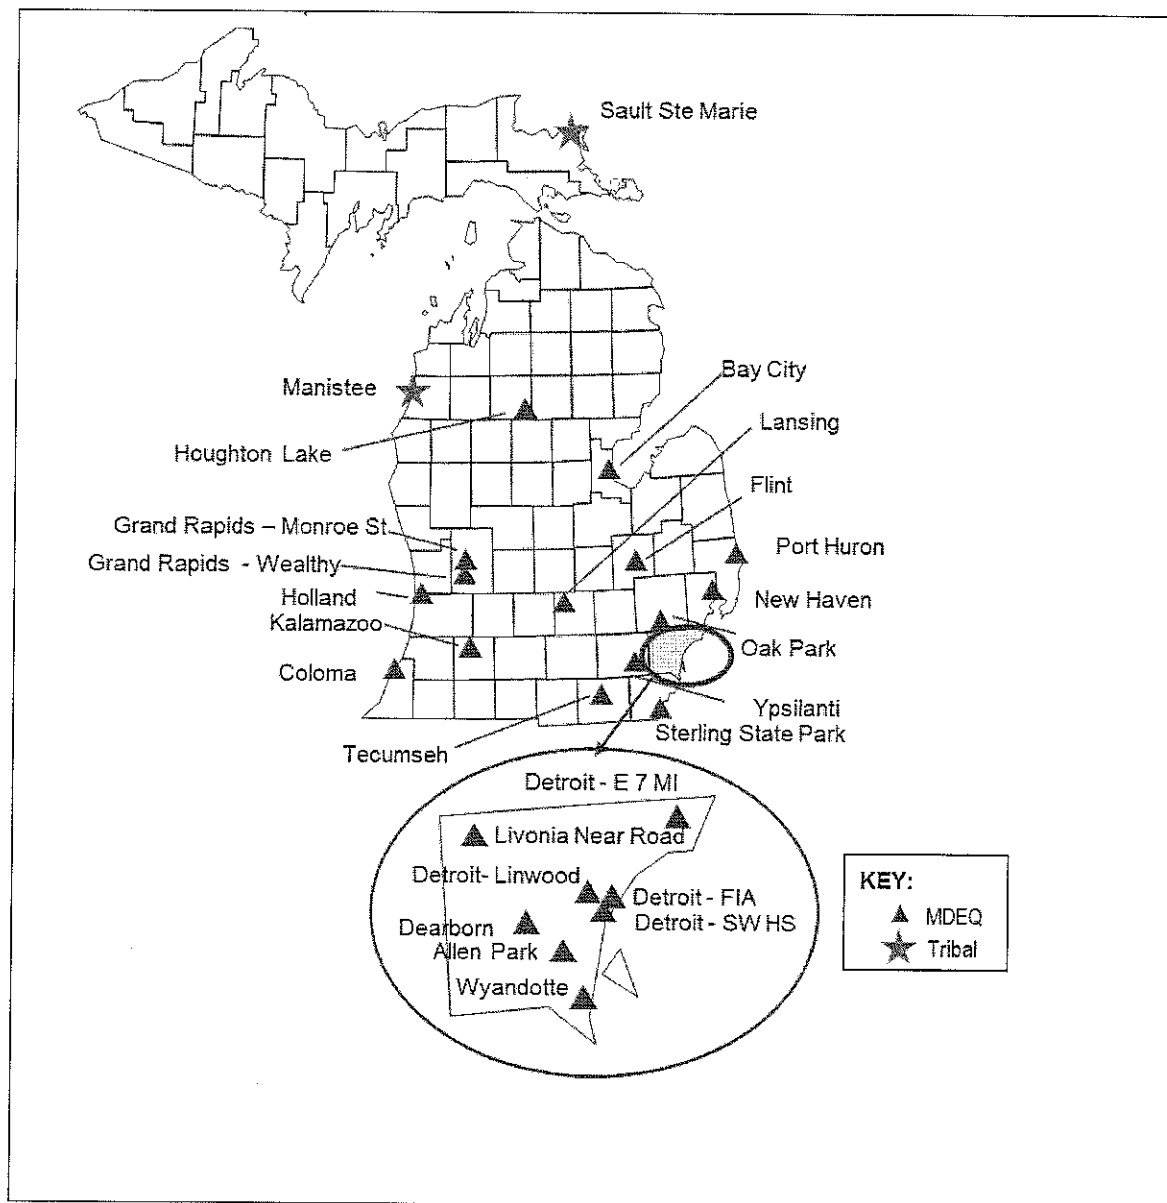 Sault Ste Marie
Manistee
Bay City
Lansing
Houghton Lake
Flint
Grand Rapids – Monroe St
Port Huron
Grand Rapids - Wealthy
Holland
New Haven
Kalamazoo
Oak Park
Coloma
Ypsilanti
Sterling State Park
Tecumseh
Detroit - E 7 MI
Livonia Near Road
Detroit- Linwood
Detroit - FIA
Detroit - SW HS
Dearborn
Allen Park
Wyandotte
KEY:
MDEQ
Tribal